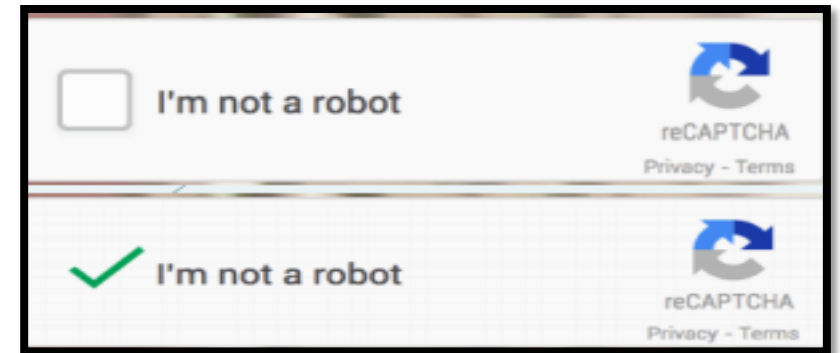 I'm not a robot
reCAPTCHA
Privacy - Terms
I'm not a robot
reCAPTCHA
Privacy - Terms